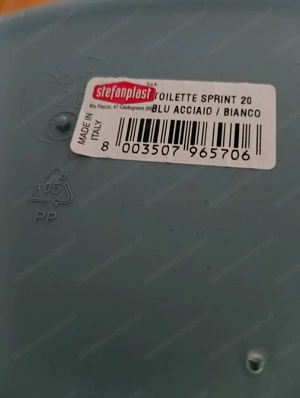 stefanplast
S.p.A.
TOILETTE SPRINT 20
BLU ACCIAIO / BIANCO
MADE IN
ITALY
8 003507 965706
05
PP